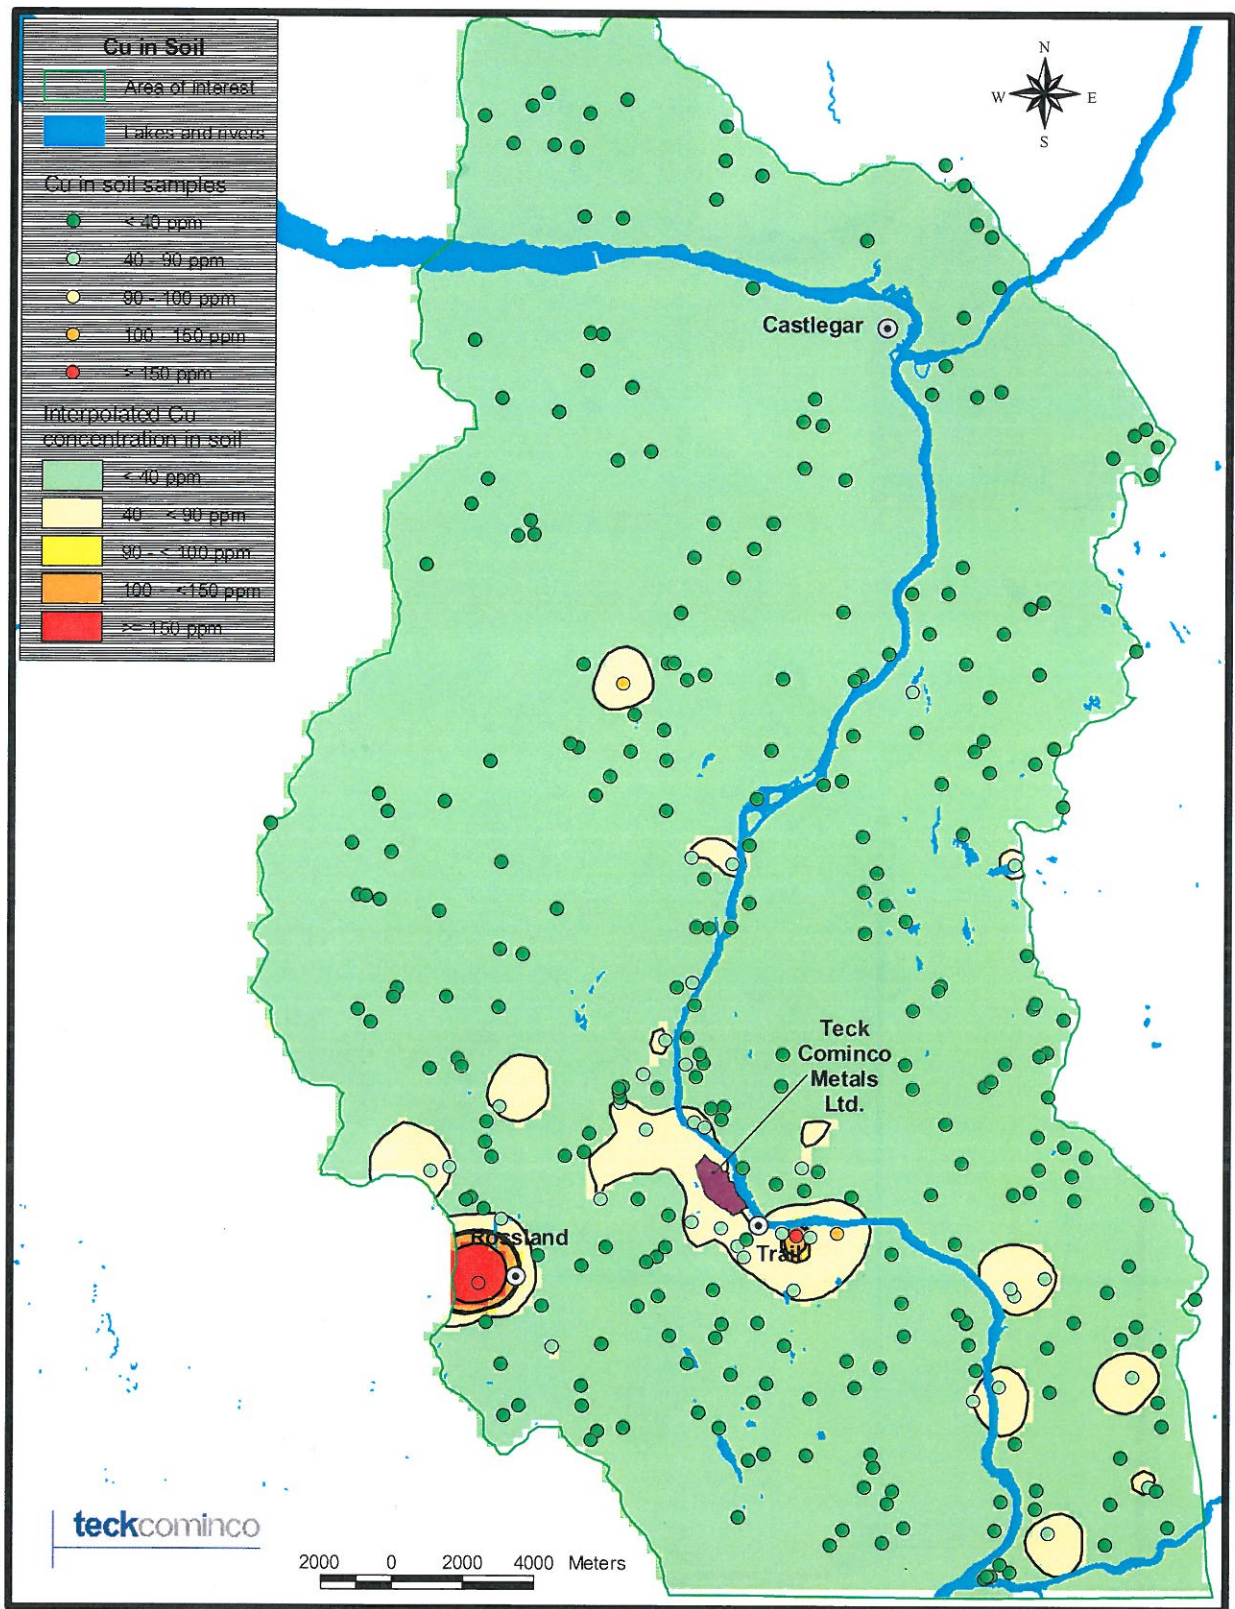 Cu in Soil
Area of interest
Lakes and rivers
Cu in soil samples
< 40 ppm
40 - 90 ppm
90 - 100 ppm
100 - 150 ppm
> 150 ppm
Interpolated Cu
concentration in soil
< 40 ppm
40 - < 90 ppm
90 - < 100 ppm
100 - <150 ppm
>= 150 ppm
N
W
E
S
Castlegar
Teck
Cominco
Metals
Ltd.
Rossland
Trail
teckcominco
2000 0 2000 4000 Meters